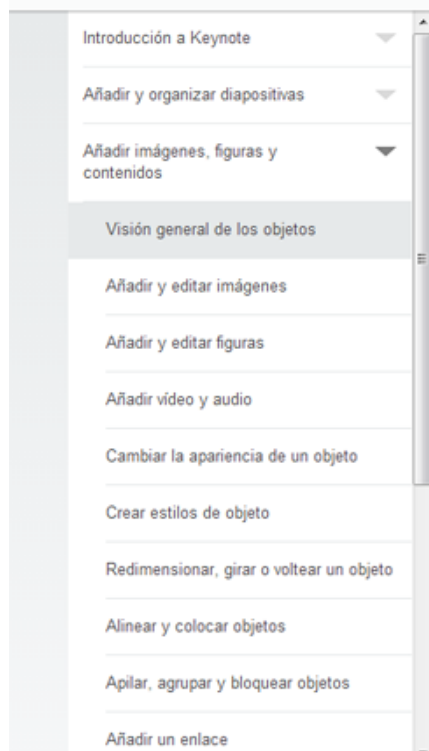 Introducción a Keynote
Añadir y organizar diapositivas
Añadir imágenes, figuras y
contenidos
Visión general de los objetos
Añadir y editar imágenes
Añadir y editar figuras
Añadir vídeo y audio
Cambiar la apariencia de un objeto
Crear estilos de objeto
Redimensionar, girar o voltear un objeto
Alinear y colocar objetos
Apilar, agrupar y bloquear objetos
Añadir un enlace